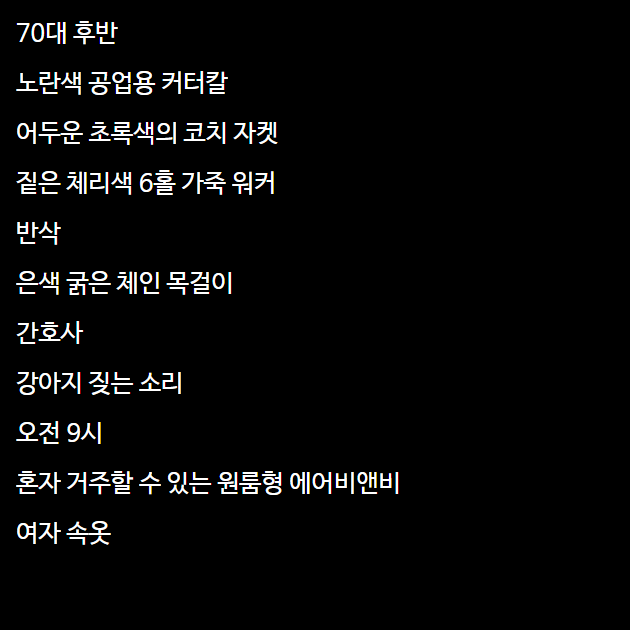 70대 후반
노란색 공업용 커터칼
어두운 초록색의 코치 자켓
짙은 체리색 6홀 가죽 워커
반삭
은색 굵은 체인 목걸이
간호사
강아지 짖는 소리
오전 9시
혼자 거주할 수 있는 원룸형 에어비앤비
여자 속옷